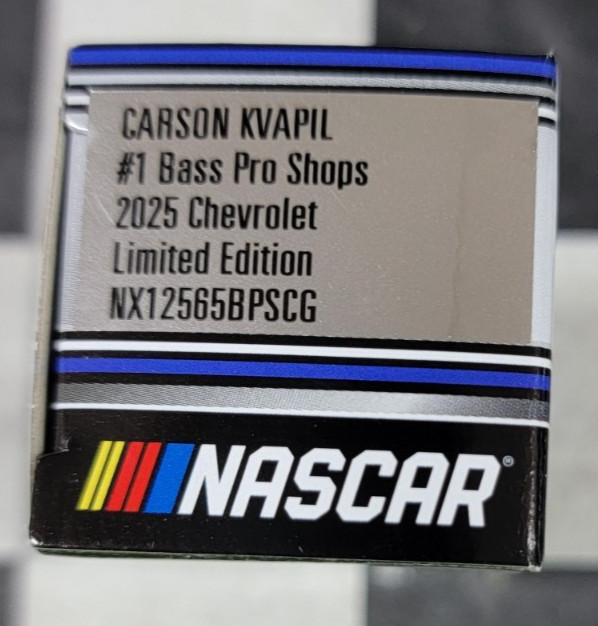 CARSON KVAPIL
#1 Bass Pro Shops
2025 Chevrolet
Limited Edition
NX12565BPSCG
NASCAR®